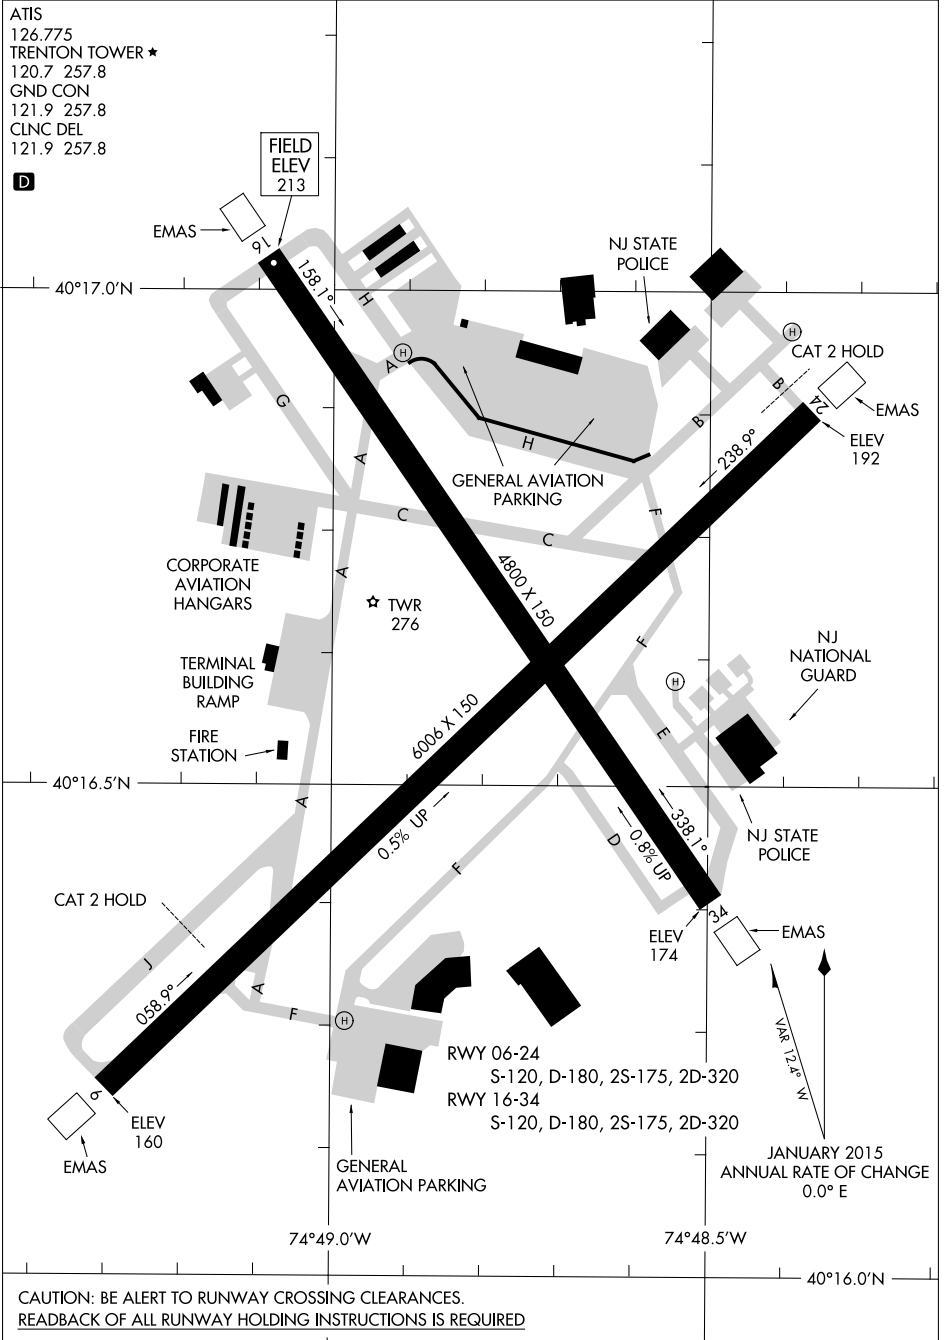 ATIS
126.775
TRENTON TOWER ★
120.7 257.8
GND CON
121.9 257.8
CLNC DEL
121.9 257.8
D
FIELD
ELEV
213
EMAS
16
158.1°
H
NJ STATE
POLICE
40°17.0'N
H
H
CAT 2 HOLD
A
B
24
EMAS
G
B
ELEV
192
H
238.9°
A
GENERAL AVIATION
PARKING
C
F
C
CORPORATE
AVIATION
HANGARS
A
4800 X 150
TWR
276
F
NJ
NATIONAL
GUARD
TERMINAL
BUILDING
RAMP
H
FIRE
STATION
6006 X 150
E
40°16.5'N
A
0.5% UP
338.1°
0.8% UP
D
NJ STATE
POLICE
F
CAT 2 HOLD
34
EMAS
ELEV
174
J
058.9°
A
F
H
VAR 12.4° W
RWY 06-24
S-120, D-180, 2S-175, 2D-320
RWY 16-34
S-120, D-180, 2S-175, 2D-320
6
ELEV
160
EMAS
GENERAL
AVIATION PARKING
JANUARY 2015
ANNUAL RATE OF CHANGE
0.0° E
74°49.0'W
74°48.5'W
40°16.0'N
CAUTION: BE ALERT TO RUNWAY CROSSING CLEARANCES.
READBACK OF ALL RUNWAY HOLDING INSTRUCTIONS IS REQUIRED